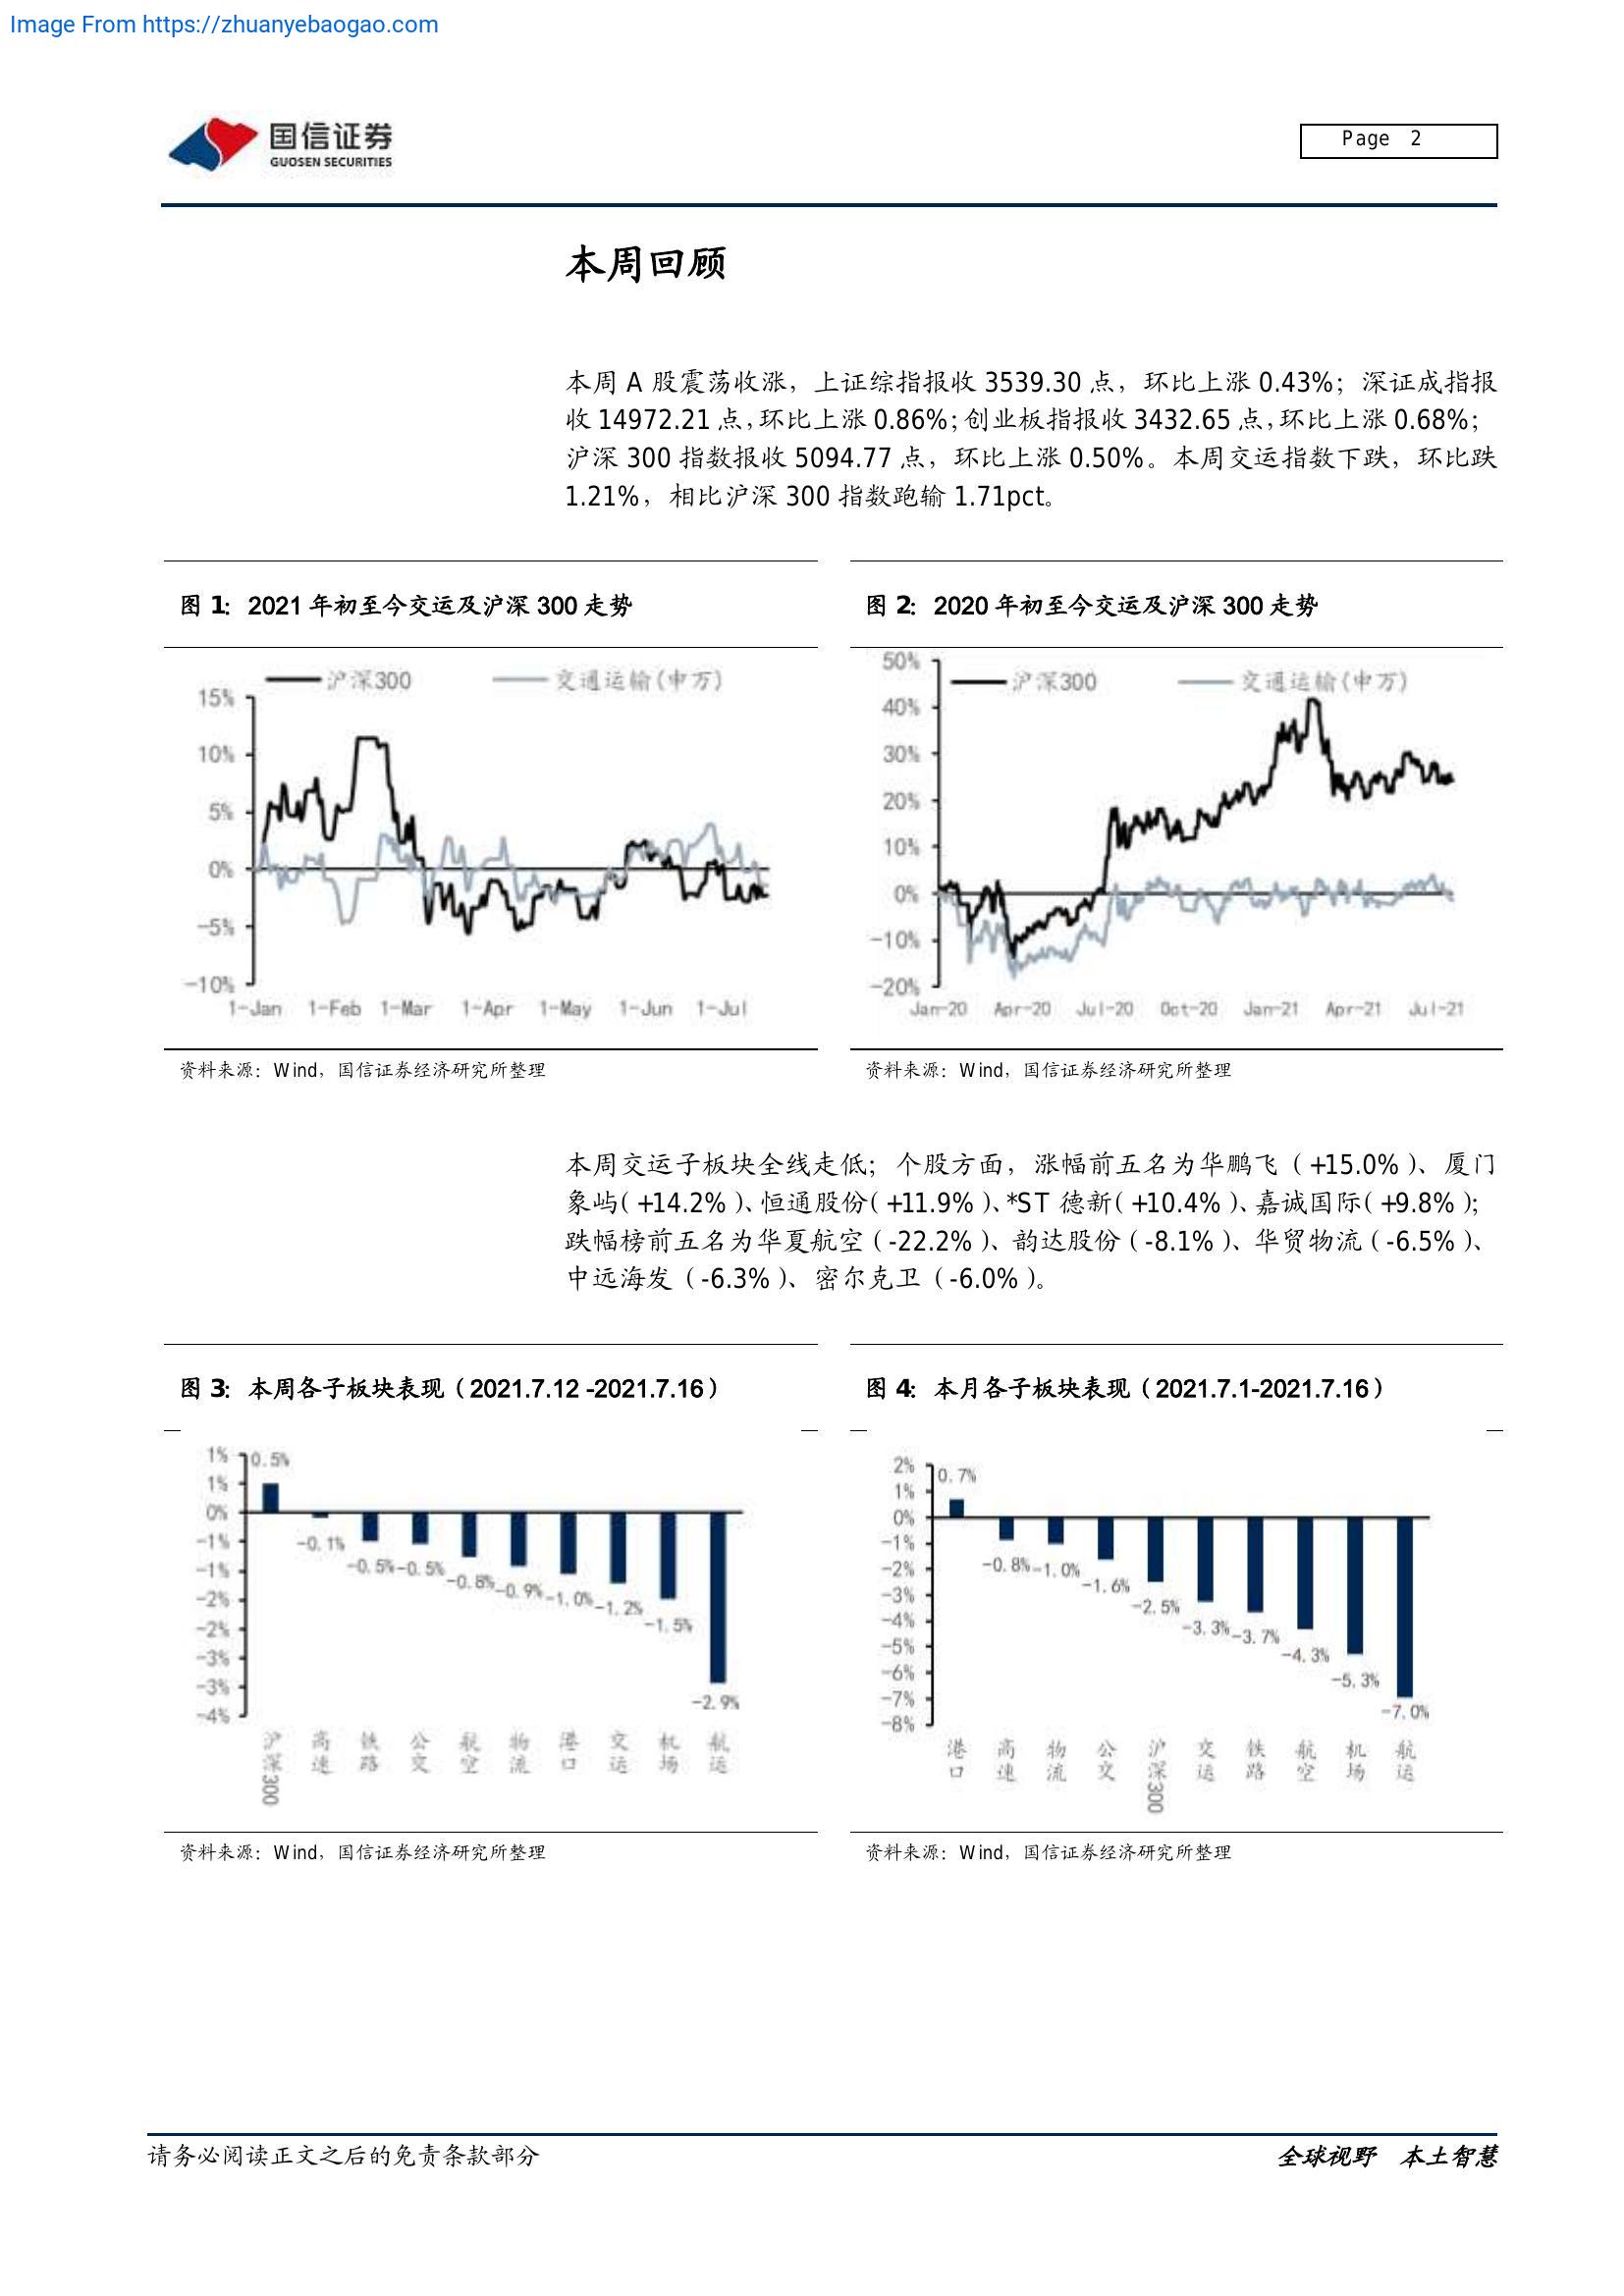 Image From https://zhuanyebaogao.com
国信证券
GUOSEN SECURITIES
Page 2
本周回顾
本周 A 股震荡收涨，上证综指报收 3539.30 点，环比上涨 0.43%；深证成指报
收 14972.21 点，环比上涨 0.86%；创业板指报收 3432.65 点，环比上涨 0.68%；
沪深 300 指数报收 5094.77 点，环比上涨 0.50%。本周交运指数下跌，环比跌
1.21%，相比沪深 300 指数跑输 1.71pct。
图 1：2021 年初至今交运及沪深 300 走势
沪深300 交通运输(申万)
15%
10%
5%
0%
-5%
-10%
1-Jan 1-Feb 1-Mar 1-Apr 1-May 1-Jun 1-Jul
资料来源：Wind，国信证券经济研究所整理
图 2：2020 年初至今交运及沪深 300 走势
沪深300 交通运输(申万)
50%
40%
30%
20%
10%
0%
-10%
-20%
Jan-20 Apr-20 Jul-20 Oct-20 Jan-21 Apr-21 Jul-21
资料来源：Wind，国信证券经济研究所整理
本周交运子板块全线走低；个股方面，涨幅前五名为华鹏飞（+15.0%）、厦门
象屿（+14.2%）、恒通股份（+11.9%）、*ST 德新（+10.4%）、嘉诚国际（+9.8%）；
跌幅榜前五名为华夏航空（-22.2%）、韵达股份（-8.1%）、华贸物流（-6.5%）、
中远海发（-6.3%）、密尔克卫（-6.0%）。
图 3：本周各子板块表现（2021.7.12 -2021.7.16）
1%
1%
0%
-1%
-1%
-2%
-2%
-3%
-3%
-4%
0.5% -0.1% -0.5% -0.5% -0.8% -0.9% -1.0% -1.2% -1.5% -2.9%
沪深300 高速 铁路 公交 航空 物流 港口 交运 机场 航运
资料来源：Wind，国信证券经济研究所整理
图 4：本月各子板块表现（2021.7.1-2021.7.16）
2%
1%
0%
-1%
-2%
-3%
-4%
-5%
-6%
-7%
-8%
0.7% -0.8% -1.0% -1.6% -2.5% -3.3% -3.7% -4.3% -5.3% -7.0%
港口 高速 物流 公交 沪深300 交运 铁路 航空 机场 航运
资料来源：Wind，国信证券经济研究所整理
请务必阅读正文之后的免责条款部分
全球视野 本土智慧